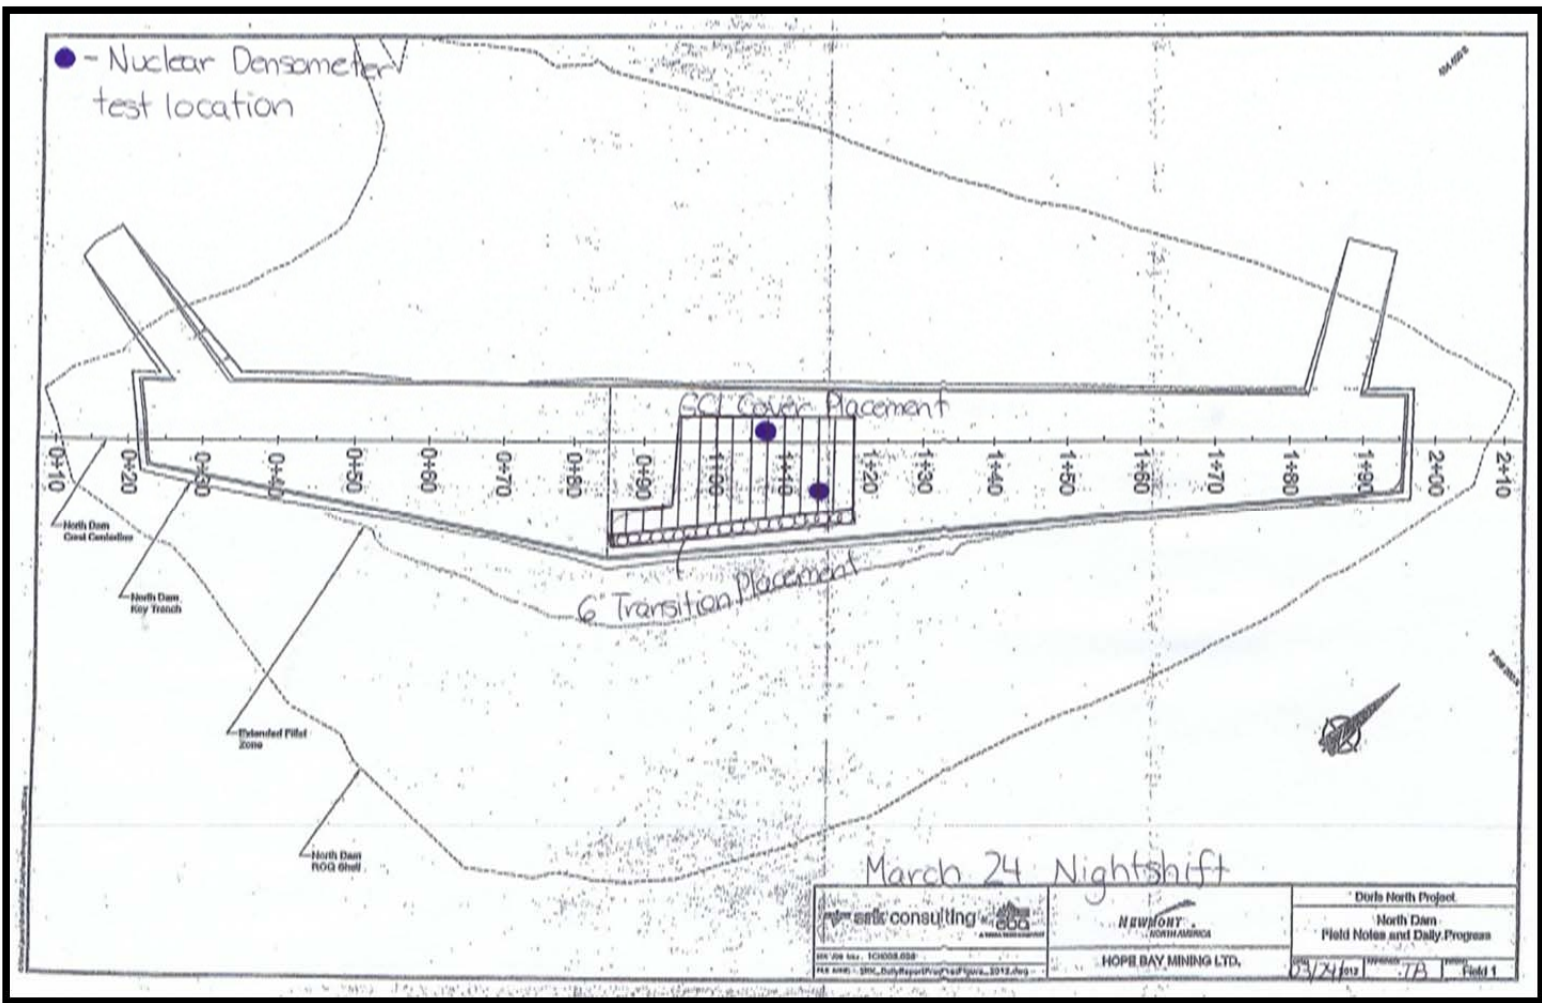 - Nuclear Densometer
test location
GCL Cover Placement
0+10 0+20 0+30 0+40 0+50 0+60 0+70 0+80 0+90 1+00 1+10 1+20 1+30 1+40 1+50 1+60 1+70 1+80 1+90 2+00 2+10
North Dam
Crest Centerline
6" Transition Placement
North Dam
Key Trench
Extended Fillet
Zone
North Dam
ROQ Shell
March 24 Nightshift
srk consulting
NEWMONT
NORTH AMERICA
HOPE BAY MINING LTD.
Doris North Project
North Dam
Field Notes and Daily Progress
03/24/2012
TB
Field 1